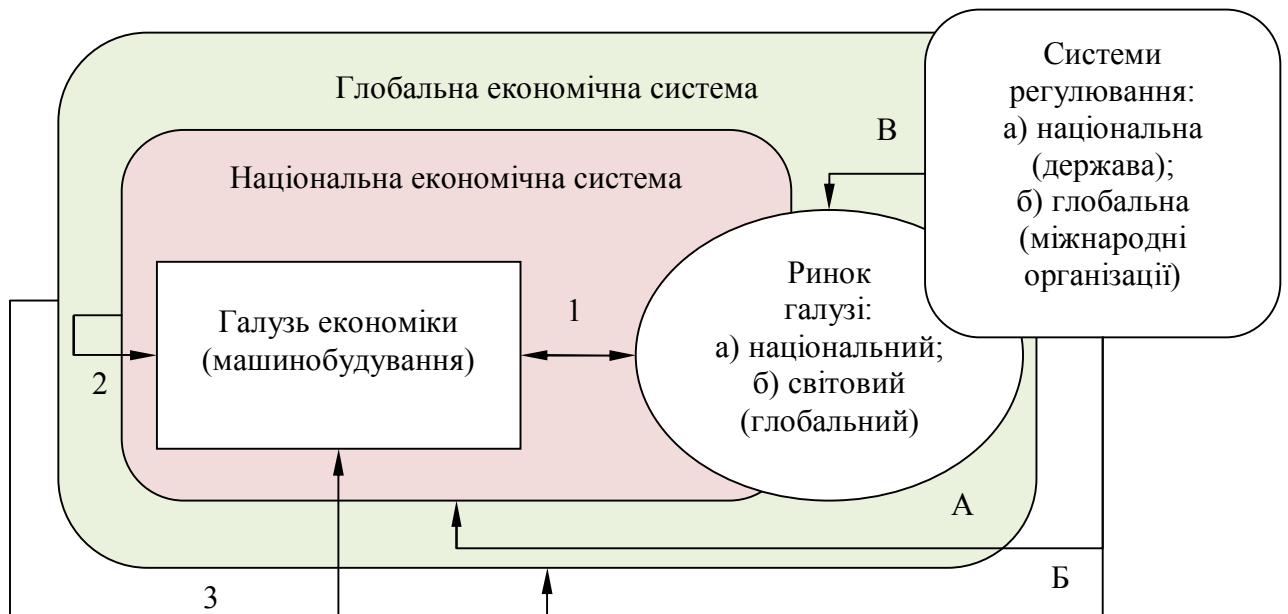 Глобальна економічна система
Системи
регулювання:
а) національна
(держава);
б) глобальна
(міжнародні
організації)
В
Національна економічна система
Ринок
галузі:
а) національний;
б) світовий
(глобальний)
1
Галузь економіки
(машинобудування)
2
А
Б
3